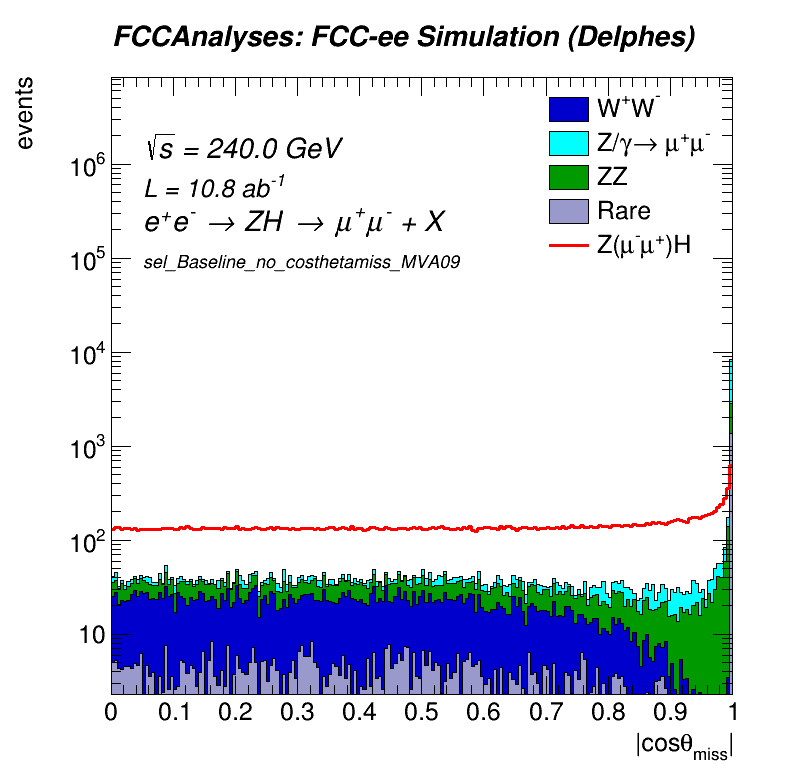 FCCAnalyses: FCC-ee Simulation (Delphes)
events
√s = 240.0 GeV
L = 10.8 ab⁻¹
e⁺e⁻ → ZH → μ⁺μ⁻ + X
sel_Baseline_no_costhetamiss_MVA09
W⁺W⁻
Z/γ→ μ⁺μ⁻
ZZ
Rare
Z(μ⁻μ⁺)H
10⁶
10⁵
10⁴
10³
10²
10
0 0.1 0.2 0.3 0.4 0.5 0.6 0.7 0.8 0.9 1
|cosθmiss|